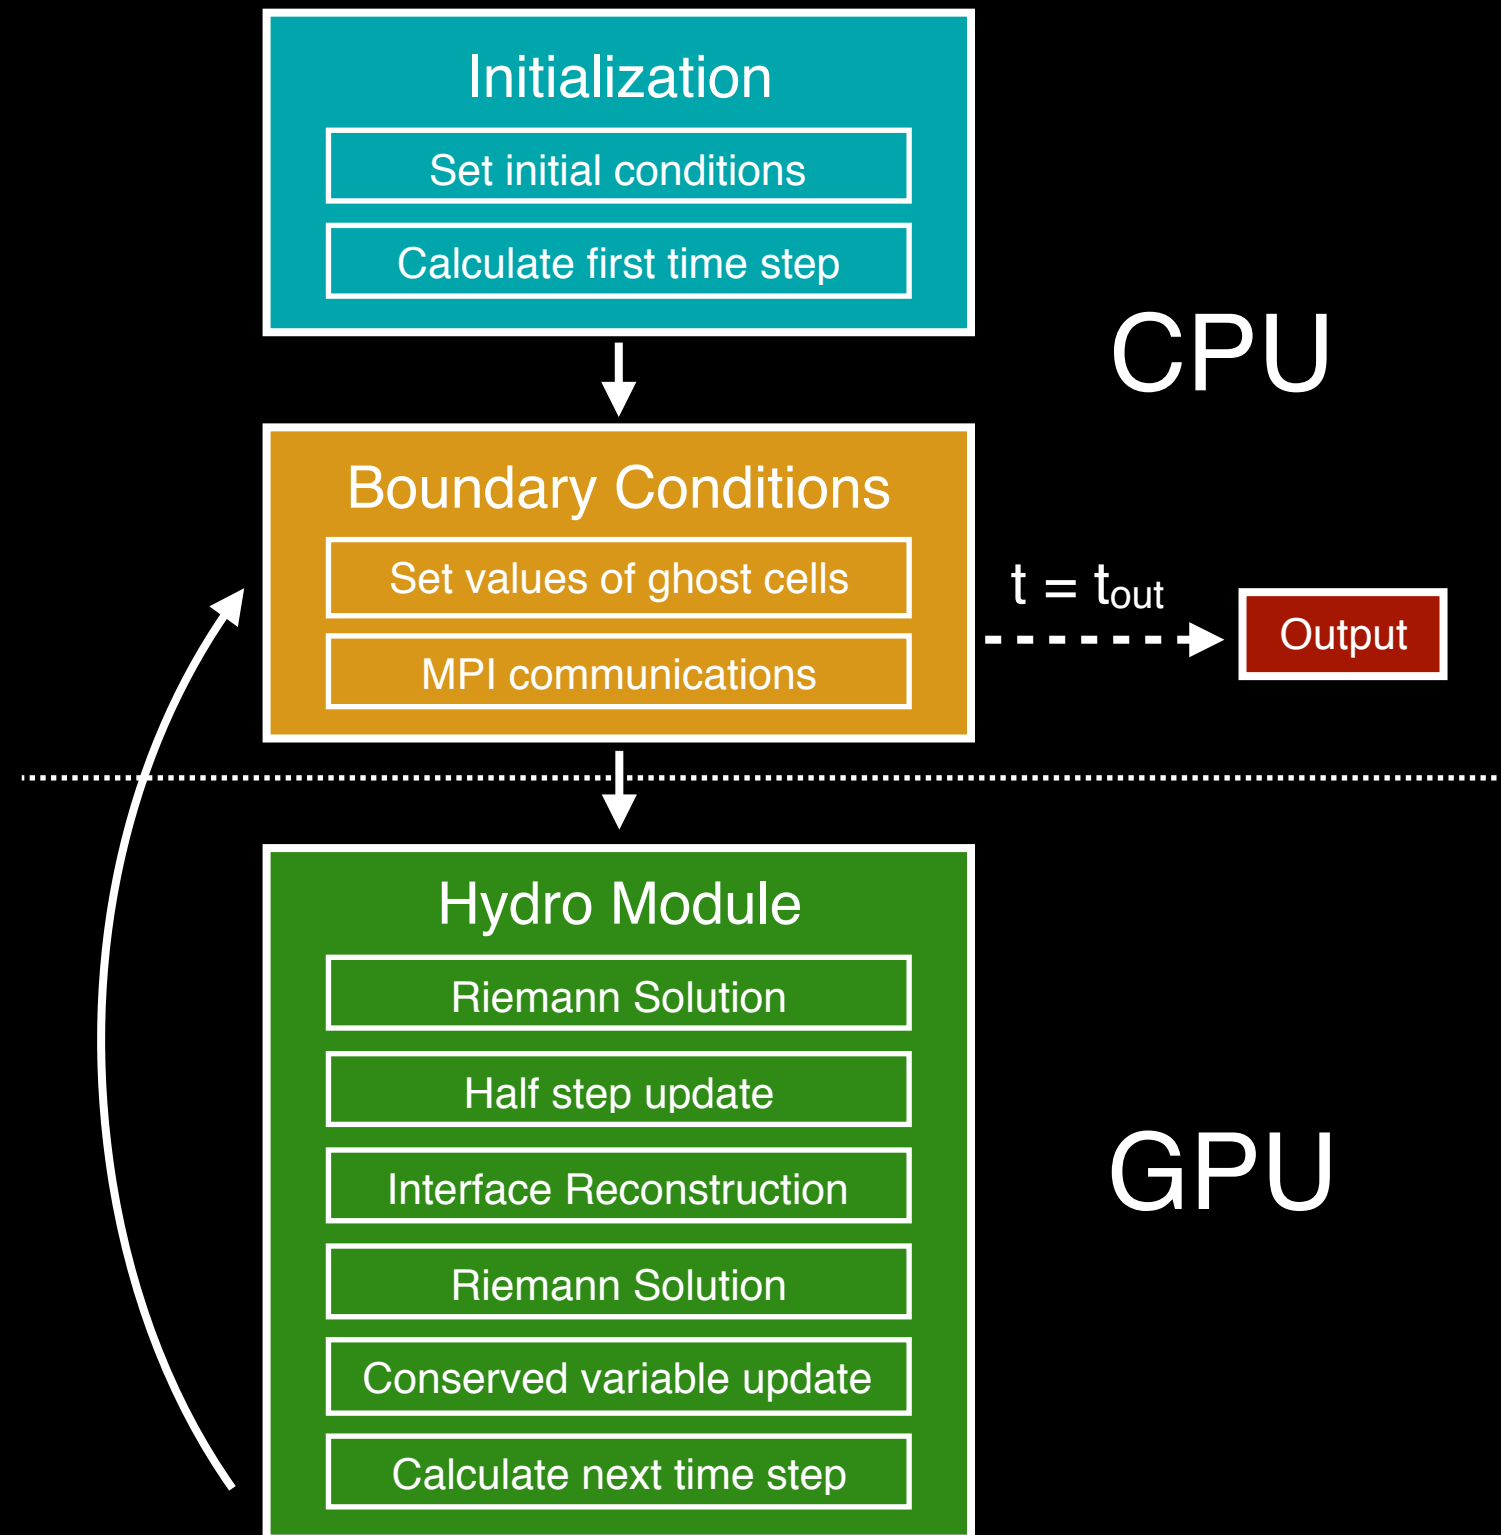 Initialization
Set initial conditions
Calculate first time step
CPU
Boundary Conditions
Set values of ghost cells
MPI communications
t = tout
Output
Hydro Module
Riemann Solution
Half step update
Interface Reconstruction
Riemann Solution
Conserved variable update
Calculate next time step
GPU